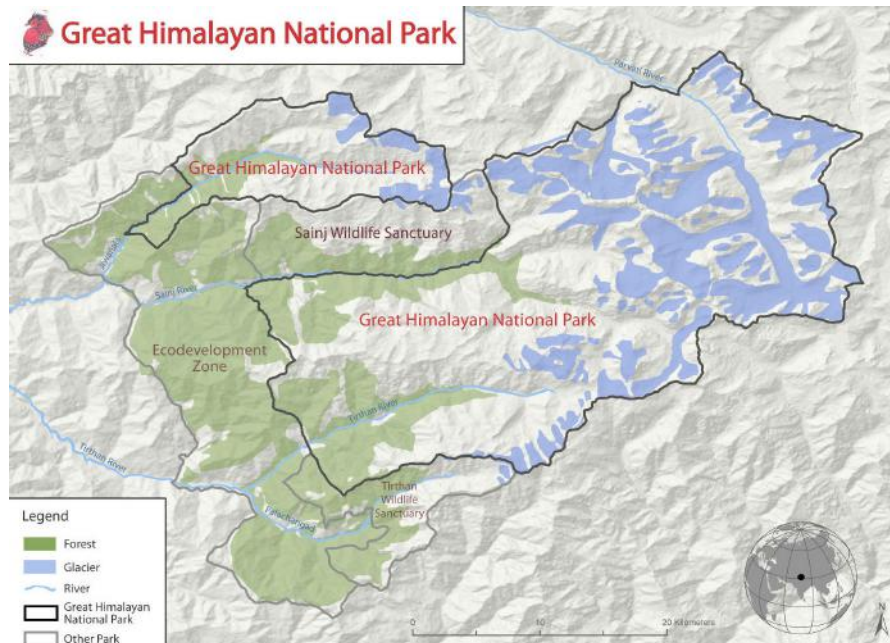 Great Himalayan National Park
Parvati River
Great Himalayan National Park
Sainj Wildlife Sanctuary
Sainj River
Great Himalayan National Park
Ecodevelopment
Zone
Tirthan River
Tirthan River
Tirthan
Wildlife
Sanctuary
Palachangad
Legend
Forest
Glacier
River
Great Himalayan
National Park
Other Park
0
10
20 Kilometers
N